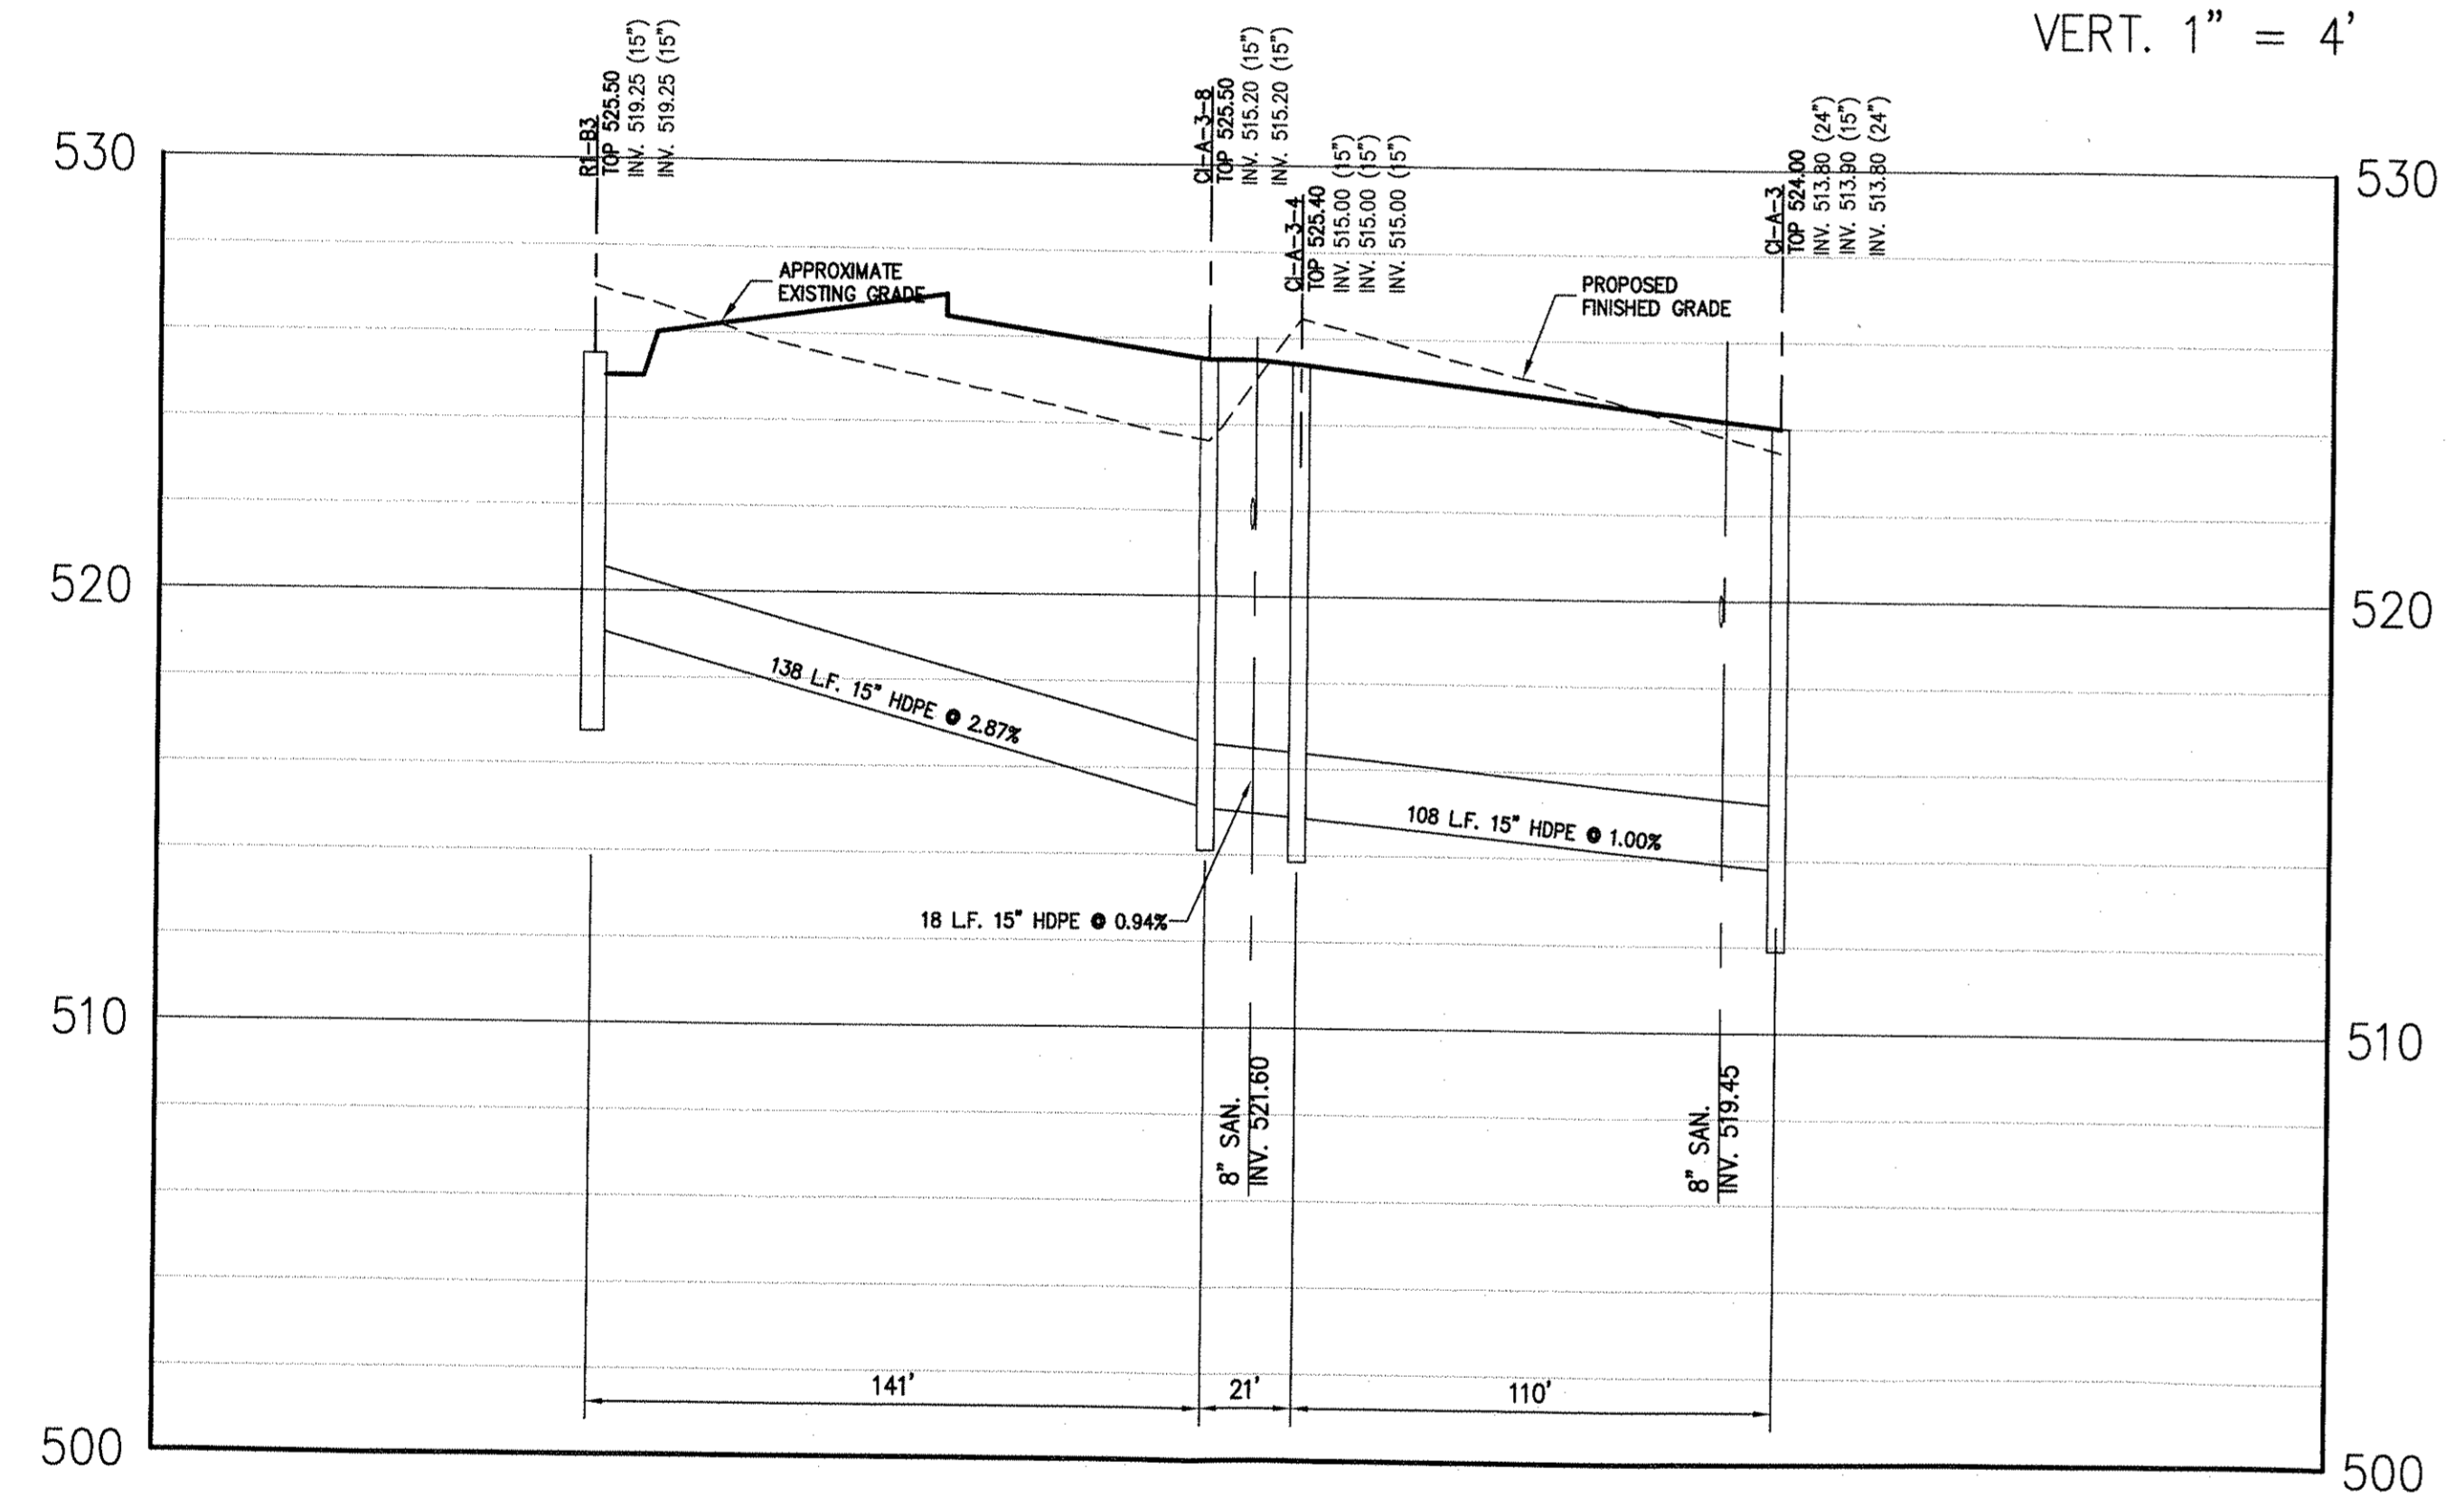 VERT. 1" = 4'
R1-B3
TOP 525.50
INV. 519.25 (15")
INV. 519.25 (15")
CI-A-3-8
TOP 525.50
INV. 515.20 (15")
INV. 515.20 (15")
CI-A-3-4
TOP 525.40
INV. 515.00 (15")
INV. 515.00 (15")
INV. 515.00 (15")
CI-A-3
TOP 524.00
INV. 513.80 (24")
INV. 513.90 (15")
INV. 513.80 (24")
530
530
APPROXIMATE
EXISTING GRADE
PROPOSED
FINISHED GRADE
520
520
138 L.F. 15" HDPE @ 2.87%
108 L.F. 15" HDPE @ 1.00%
18 L.F. 15" HDPE @ 0.94%
510
510
8" SAN.
INV. 521.60
8" SAN.
INV. 519.45
141'
21'
110'
500
500